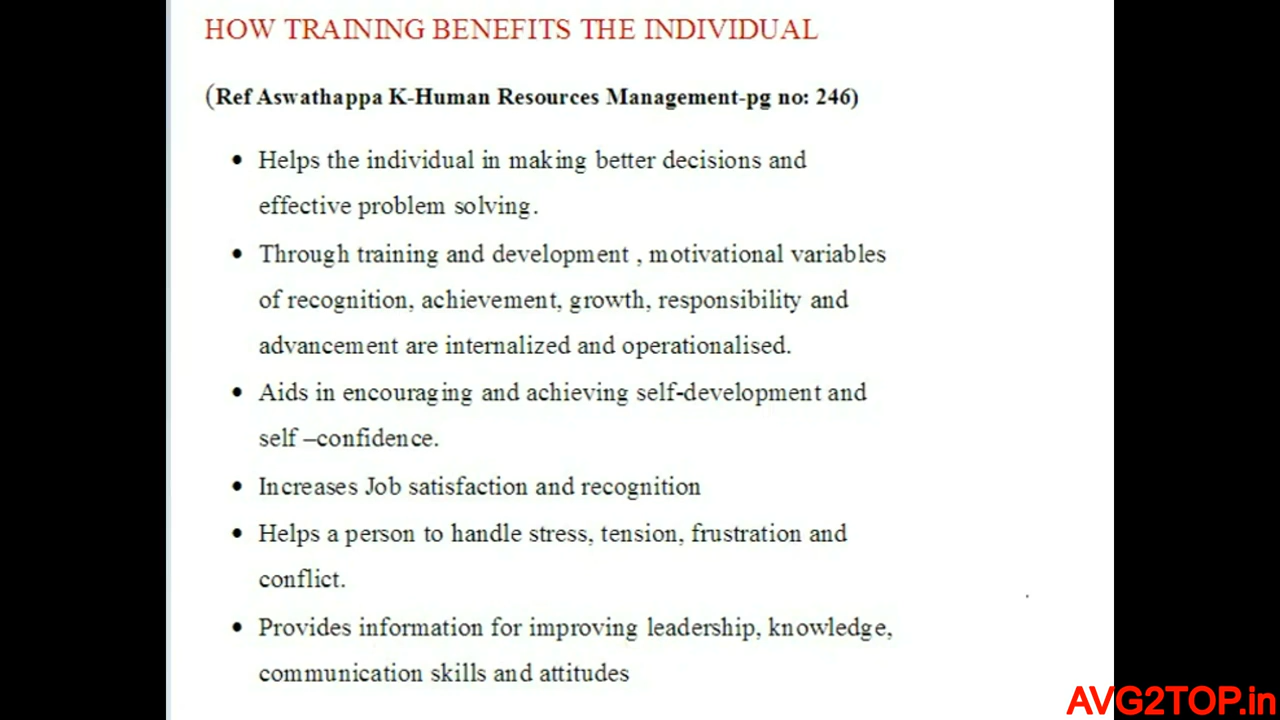 HOW TRAINING BENEFITS THE INDIVIDUAL
(Ref Aswathappa K-Human Resources Management-pg no: 246)
• Helps the individual in making better decisions and
effective problem solving.
• Through training and development , motivational variables
of recognition, achievement, growth, responsibility and
advancement are internalized and operationalised.
• Aids in encouraging and achieving self-development and
self –confidence.
• Increases Job satisfaction and recognition
• Helps a person to handle stress, tension, frustration and
conflict.
• Provides information for improving leadership, knowledge,
communication skills and attitudes
AVG2TOP.in